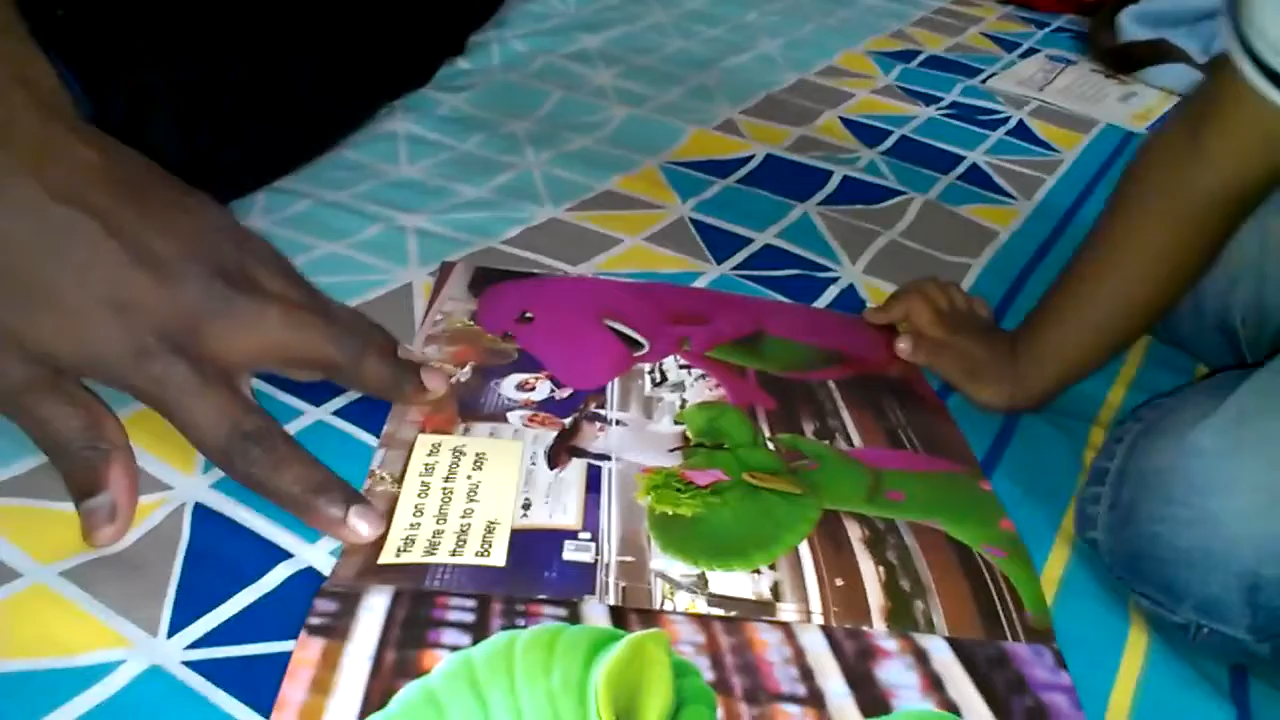 "Fish is on our list, too.
We're almost through,
thanks to you," says
Barney.